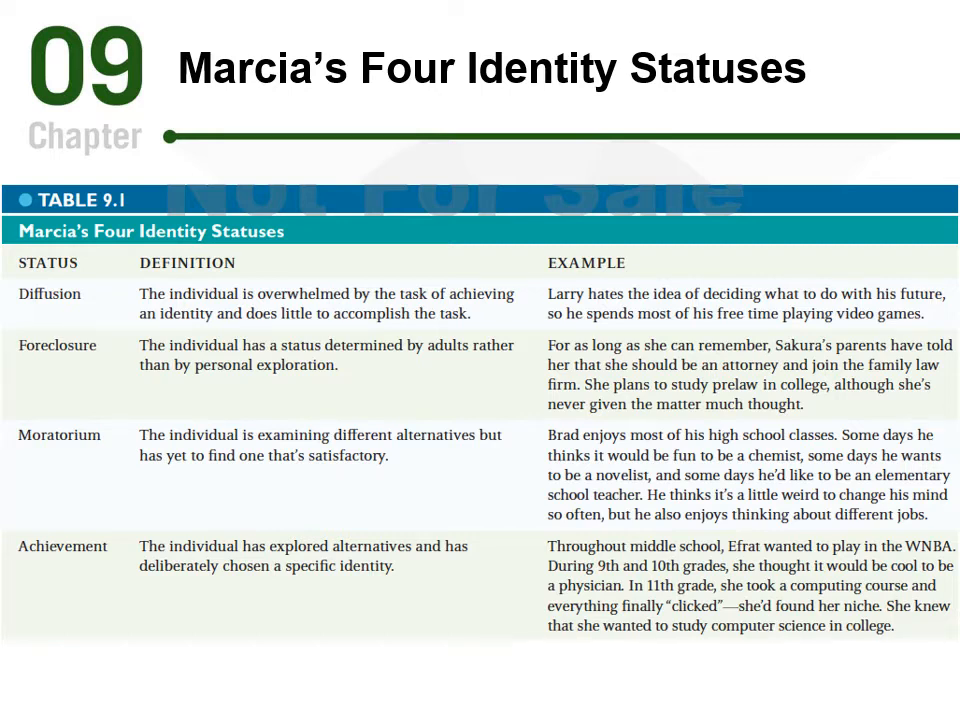 09
Chapter
Marcia's Four Identity Statuses
Not For Sale
TABLE 9.1
Marcia's Four Identity Statuses
STATUS DEFINITION EXAMPLE
Diffusion The individual is overwhelmed by the task of achieving Larry hates the idea of deciding what to do with his future,
an identity and does little to accomplish the task. so he spends most of his free time playing video games.
Foreclosure The individual has a status determined by adults rather For as long as she can remember, Sakura's parents have told
than by personal exploration. her that she should be an attorney and join the family law
firm. She plans to study prelaw in college, although she's
never given the matter much thought.
Moratorium The individual is examining different alternatives but Brad enjoys most of his high school classes. Some days he
has yet to find one that's satisfactory. thinks it would be fun to be a chemist, some days he wants
to be a novelist, and some days he'd like to be an elementary
school teacher. He thinks it's a little weird to change his mind
so often, but he also enjoys thinking about different jobs.
Achievement The individual has explored alternatives and has Throughout middle school, Efrat wanted to play in the WNBA.
deliberately chosen a specific identity. During 9th and 10th grades, she thought it would be cool to be
a physician. In 11th grade, she took a computing course and
everything finally "clicked"—she'd found her niche. She knew
that she wanted to study computer science in college.